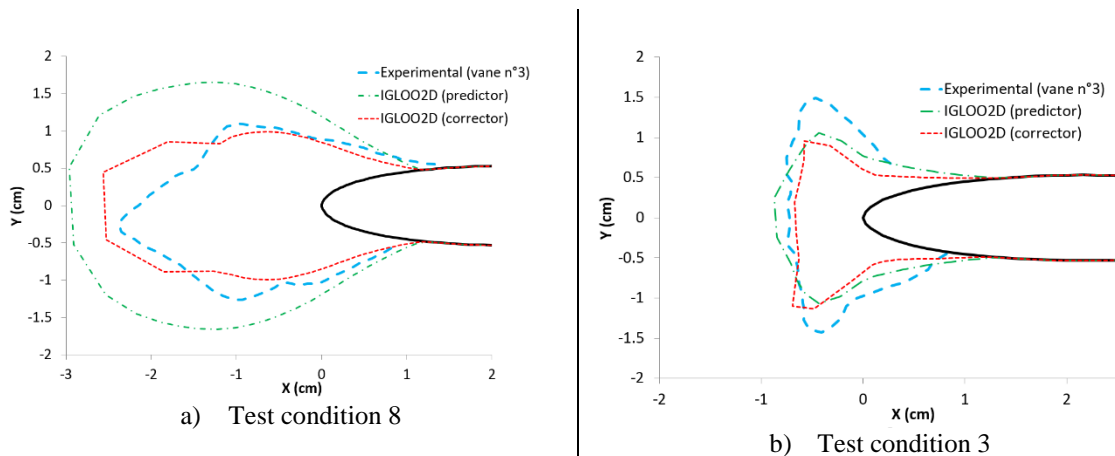 2
1.5
1
0.5
0
-0.5
-1
-1.5
-2
Y (cm)
-3
-2
-1
0
1
2
X (cm)
Experimental (vane n°3)
IGLOO2D (predictor)
IGLOO2D (corrector)
a) Test condition 8
2
1.5
1
0.5
0
-0.5
-1
-1.5
-2
Y (cm)
-2
-1
0
1
2
X (cm)
Experimental (vane n°3)
IGLOO2D (predictor)
IGLOO2D (corrector)
b) Test condition 3